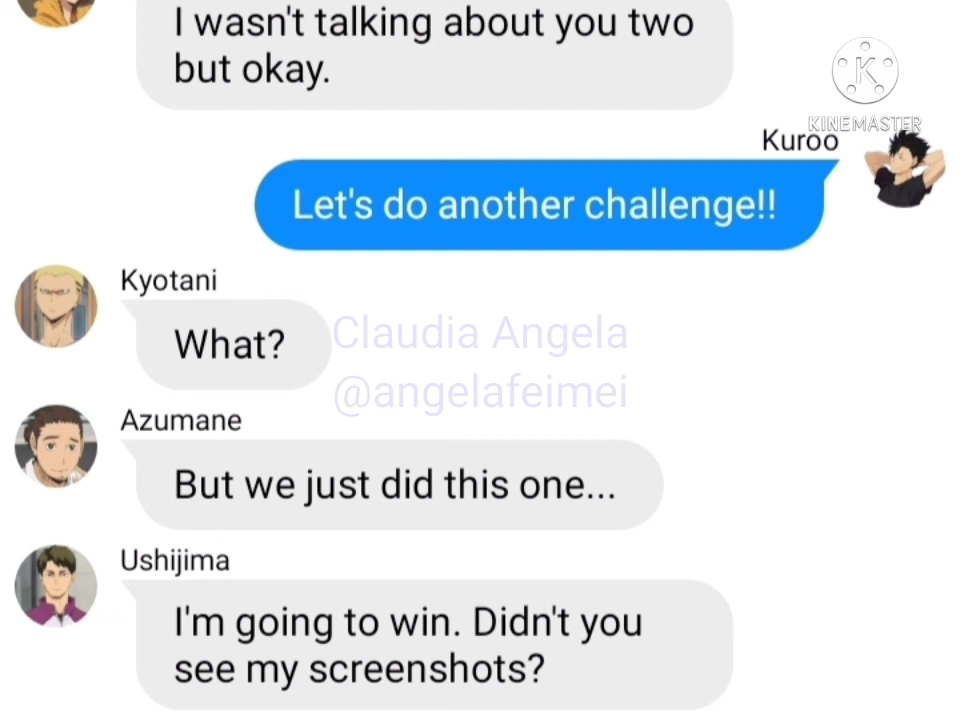 I wasn't talking about you two
but okay.
KINEMASTER
Kuroo
Let's do another challenge!!
Kyotani
What?
Claudia Angela
@angelafeimei
Azumane
But we just did this one...
Ushijima
I'm going to win. Didn't you
see my screenshots?